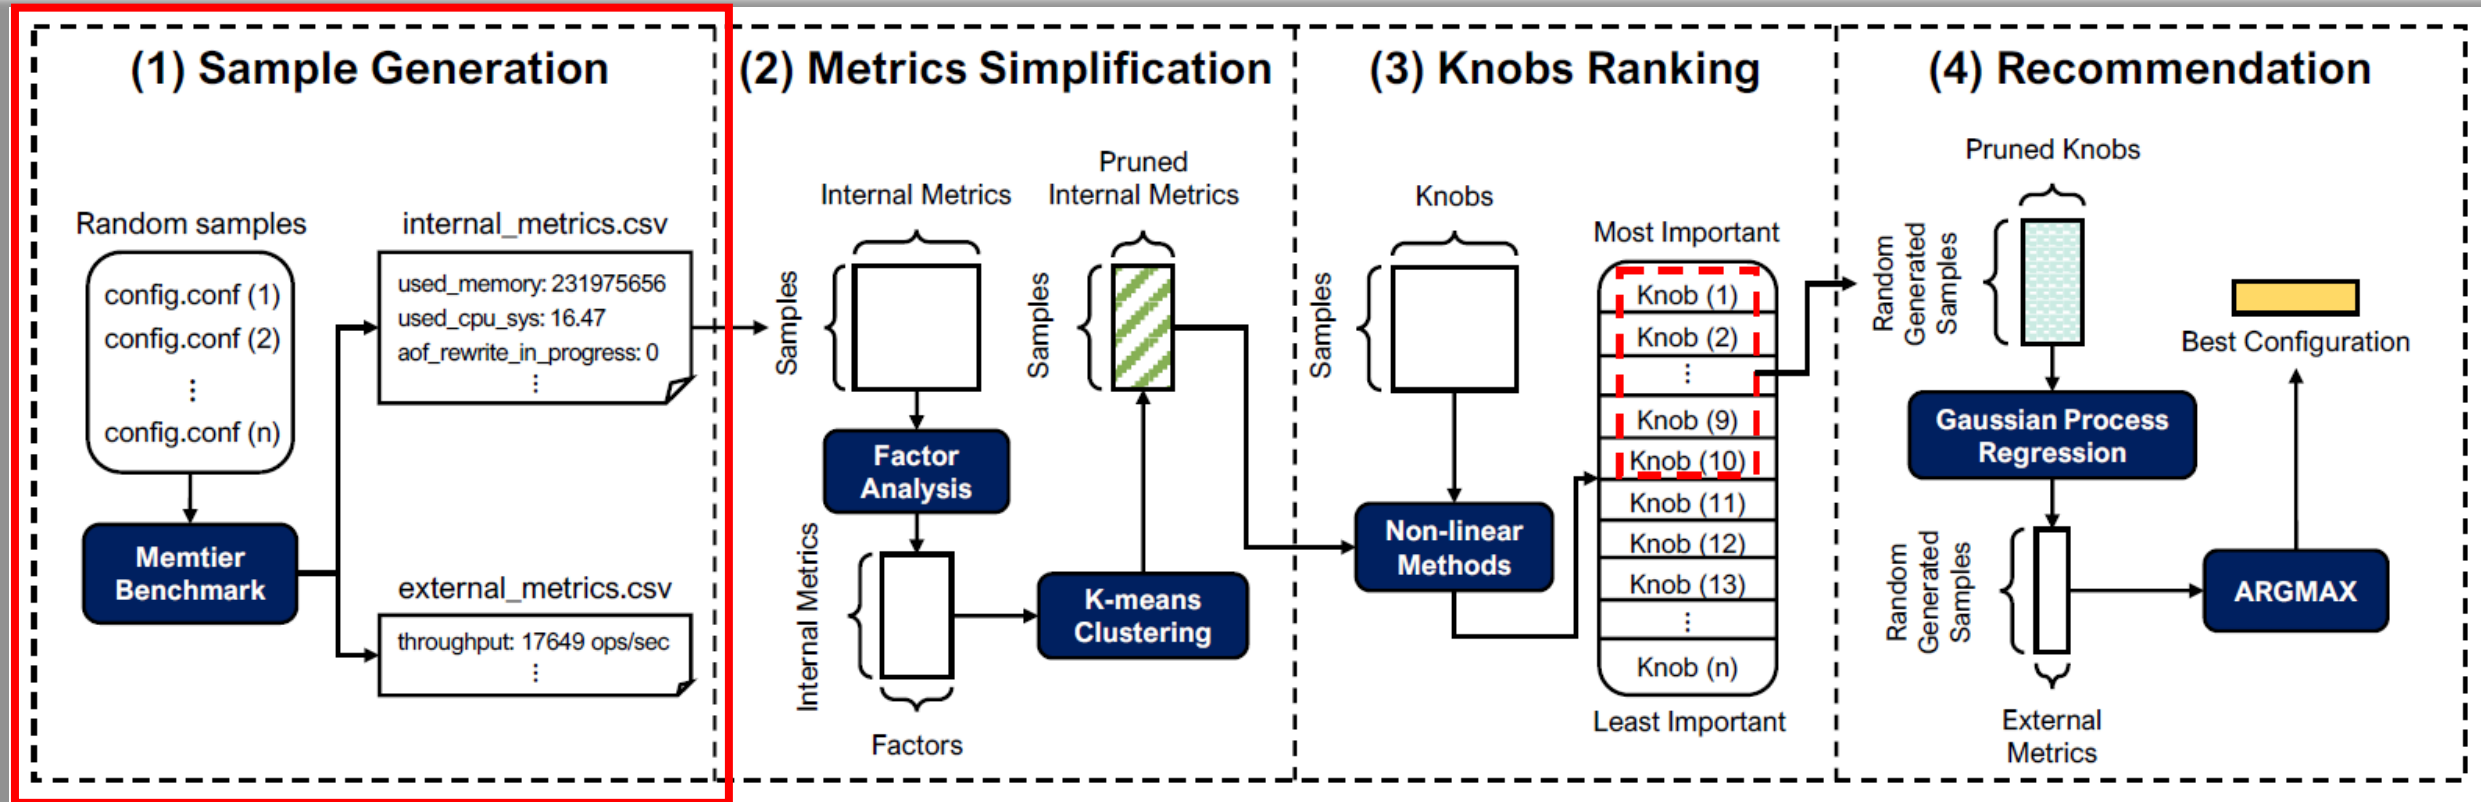 (1) Sample Generation
Random samples
config.conf (1)
config.conf (2)
⋮
config.conf (n)
Memtier
Benchmark
internal_metrics.csv
used_memory: 231975656
used_cpu_sys: 16.47
aof_rewrite_in_progress: 0
⋮
external_metrics.csv
throughput: 17649 ops/sec
⋮
(2) Metrics Simplification
Internal Metrics
Samples
Factor
Analysis
Internal Metrics
Factors
K-means
Clustering
Pruned
Internal Metrics
Samples
(3) Knobs Ranking
Knobs
Samples
Non-linear
Methods
Most Important
Knob (1)
Knob (2)
⋮
Knob (9)
Knob (10)
Knob (11)
Knob (12)
Knob (13)
⋮
Knob (n)
Least Important
(4) Recommendation
Pruned Knobs
Random
Generated
Samples
Gaussian Process
Regression
Random
Generated
Samples
External
Metrics
ARGMAX
Best Configuration